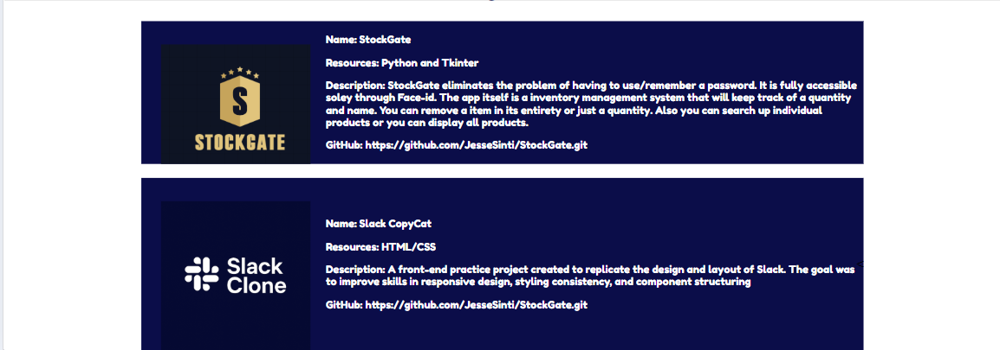 S
STOCKGATE
Name: StockGate
Resources: Python and Tkinter
Description: StockGate eliminates the problem of having to use/remember a password. It is fully accessible
soley through Face-id. The app itself is a inventory management system that will keep track of a quantity
and name. You can remove a item in its entirety or just a quantity. Also you can search up individual
products or you can display all products.
GitHub: https://github.com/JesseSinti/StockGate.git
Slack
Clone
Name: Slack CopyCat
Resources: HTML/CSS
Description: A front-end practice project created to replicate the design and layout of Slack. The goal was
to improve skills in responsive design, styling consistency, and component structuring
GitHub: https://github.com/JesseSinti/StockGate.git